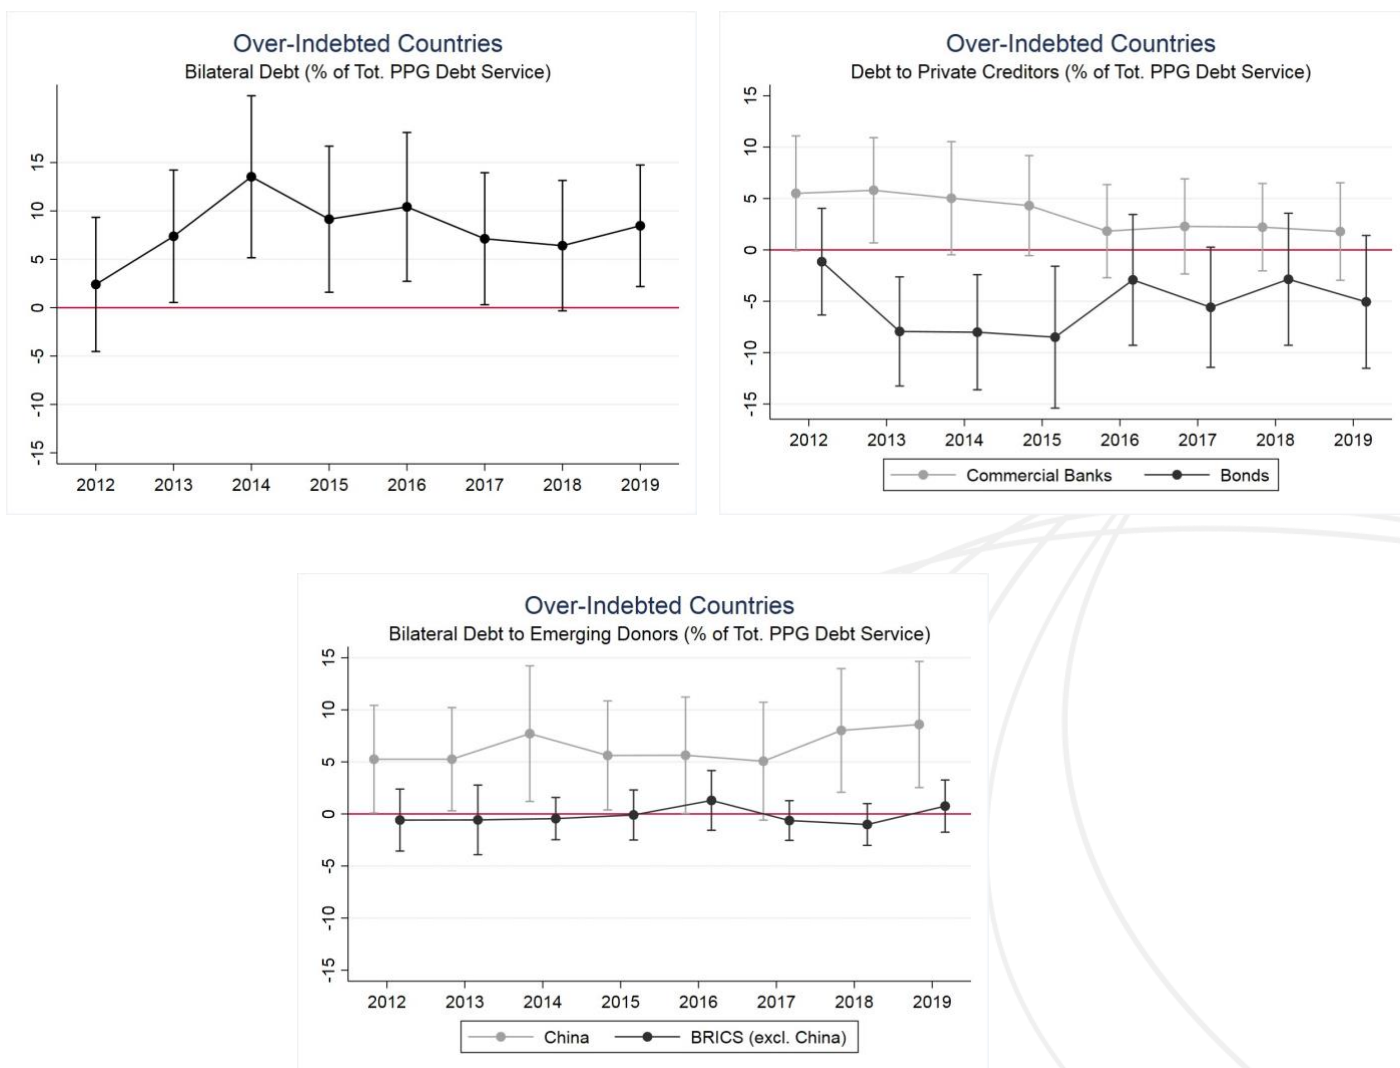 Over-Indebted Countries
Bilateral Debt (% of Tot. PPG Debt Service)
15
10
5
0
-5
-10
-15
2012 2013 2014 2015 2016 2017 2018 2019
Over-Indebted Countries
Debt to Private Creditors (% of Tot. PPG Debt Service)
15
10
5
0
-5
-10
-15
2012 2013 2014 2015 2016 2017 2018 2019
Commercial Banks Bonds
Over-Indebted Countries
Bilateral Debt to Emerging Donors (% of Tot. PPG Debt Service)
15
10
5
0
-5
-10
-15
2012 2013 2014 2015 2016 2017 2018 2019
China BRICS (excl. China)